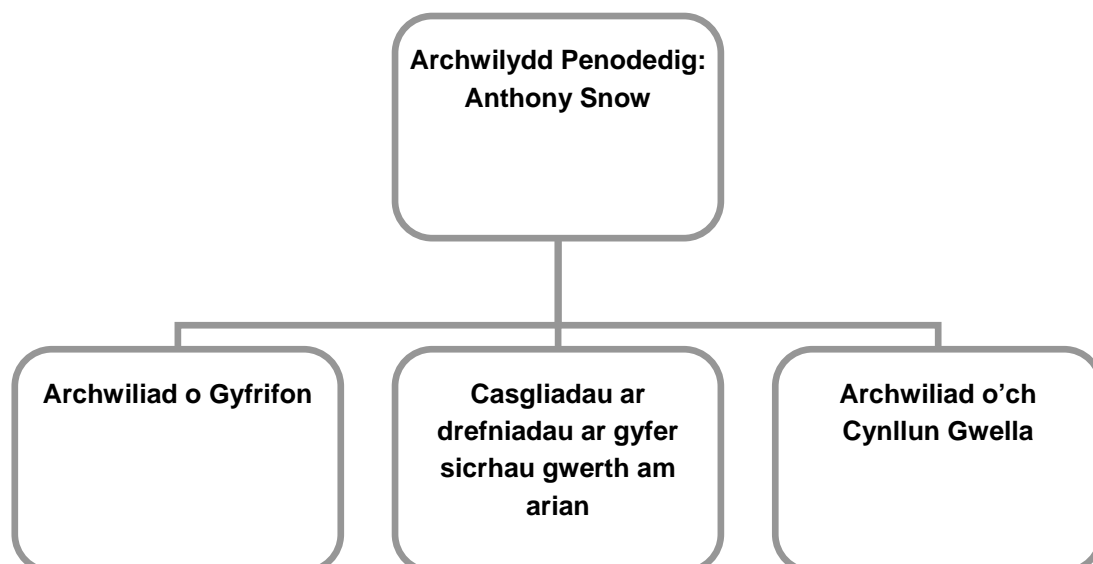 Archwilydd Penodedig:
Anthony Snow
Archwiliad o Gyfrifon
Casgliadau ar
drefniadau ar gyfer
sicrhau gwerth am
arian
Archwiliad o’ch
Cynllun Gwella